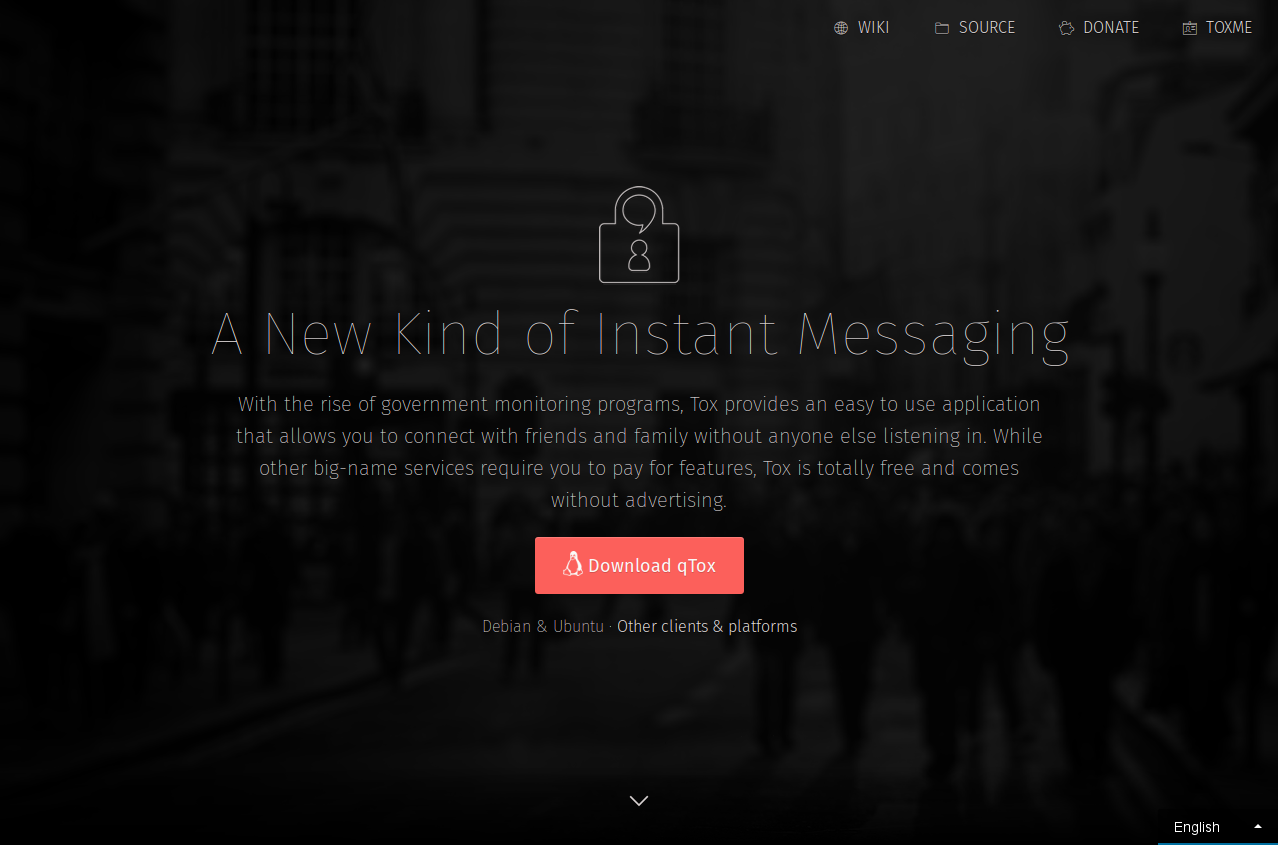 WIKI SOURCE DONATE TOXME
A New Kind of Instant Messaging
With the rise of government monitoring programs, Tox provides an easy to use application
that allows you to connect with friends and family without anyone else listening in. While
other big-name services require you to pay for features, Tox is totally free and comes
without advertising.
Download qTox
Debian & Ubuntu · Other clients & platforms
English